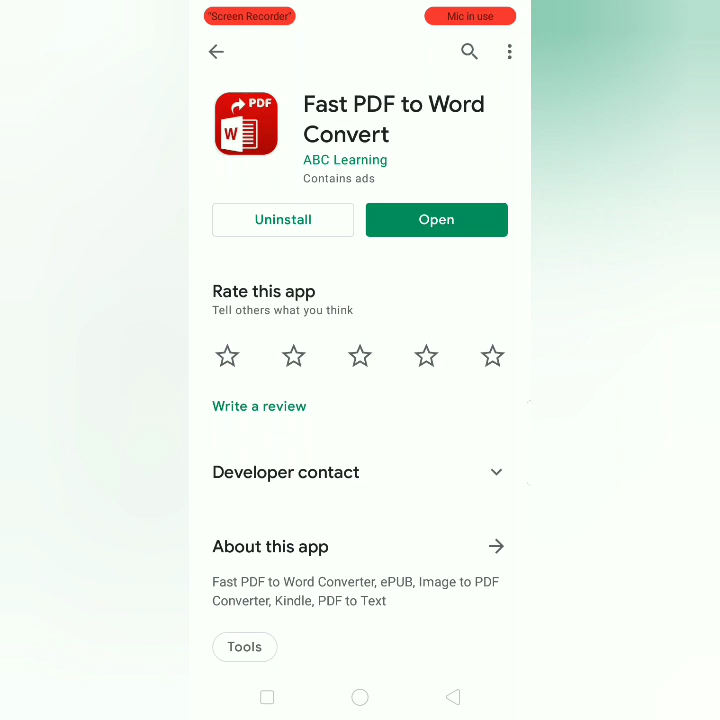 "Screen Recorder"
Mic in use
PDF
W
Fast PDF to Word
Convert
ABC Learning
Contains ads
Uninstall
Open
Rate this app
Tell others what you think
Write a review
Developer contact
About this app
Fast PDF to Word Converter, ePUB, Image to PDF
Converter, Kindle, PDF to Text
Tools